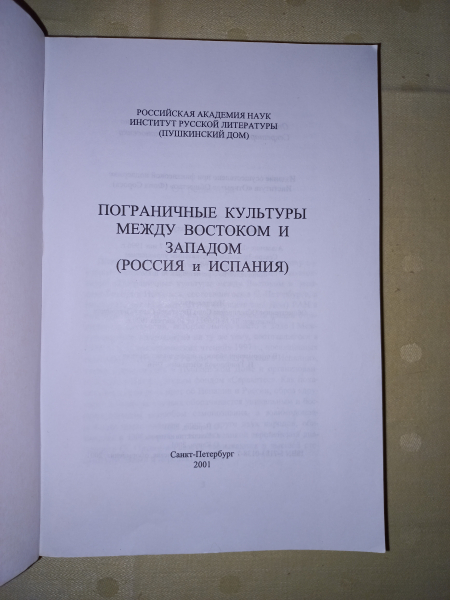 РОССИЙСКАЯ АКАДЕМИЯ НАУК
ИНСТИТУТ РУССКОЙ ЛИТЕРАТУРЫ
(ПУШКИНСКИЙ ДОМ)
ПОГРАНИЧНЫЕ КУЛЬТУРЫ
МЕЖДУ ВОСТОКОМ И
ЗАПАДОМ
(РОССИЯ и ИСПАНИЯ)
Санкт-Петербург
2001